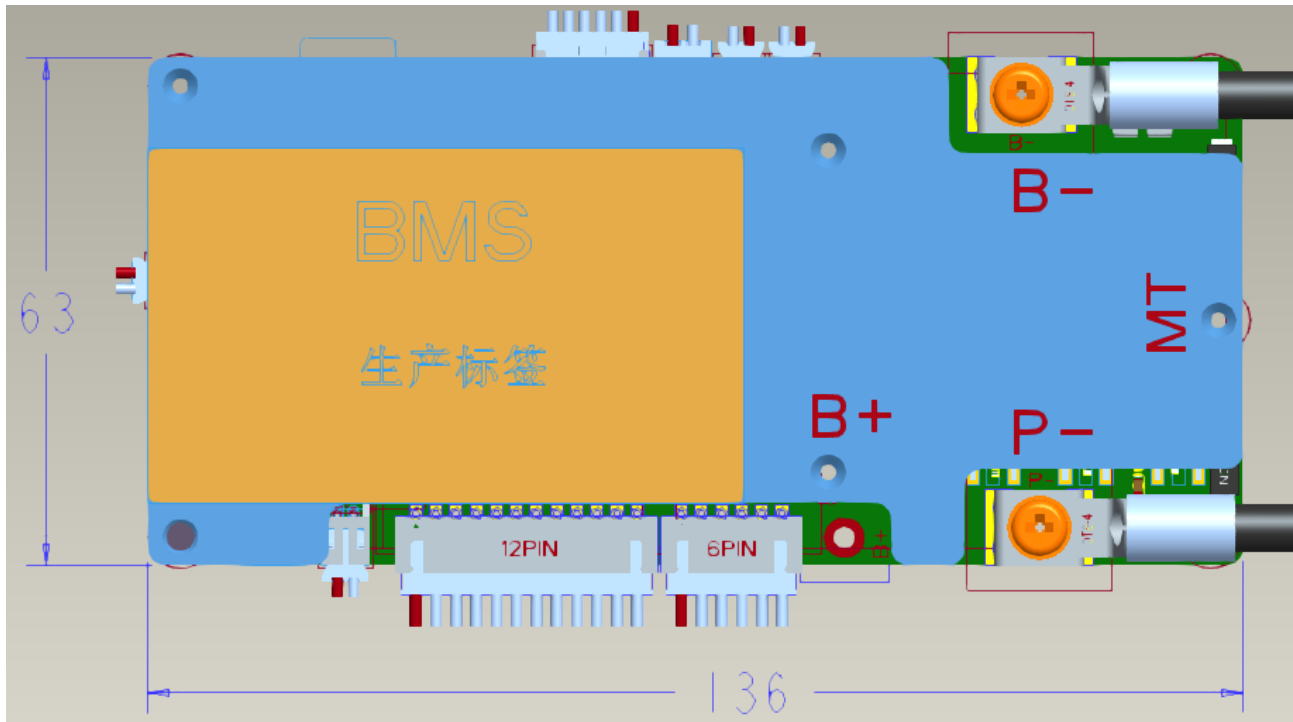 B-
B-
BMS
63
MT
生产标签
B+
P-
P-
12PIN
6PIN
B+
136